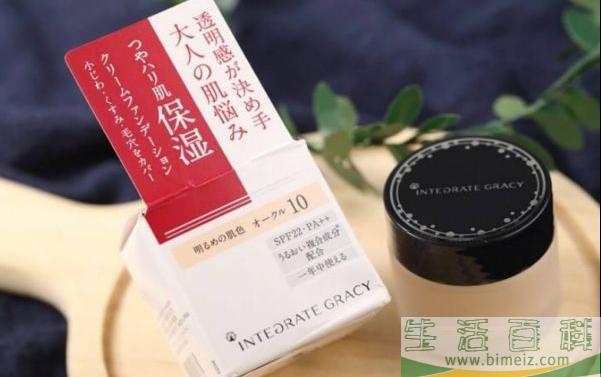 透明感が決め手
大人の肌悩み
保湿
つやハリ肌
クリームファンデーション
小じわ・くすみ・毛穴をカバー
明るめの肌色 オークル 10
SPF22・PA++
うるおい複合成分*
配合
一年中使える
INTEGRATE GRACY
INTEGRATE GRACY
生活百科
www.bimeiz.com